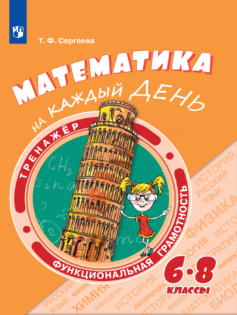 Т. Ф. Сергеева
МАТЕМАТИКА
НА КАЖДЫЙ ДЕНЬ
ТРЕНАЖЁР
ФУНКЦИОНАЛЬНАЯ ГРАМОТНОСТЬ
6•8
КЛАССЫ